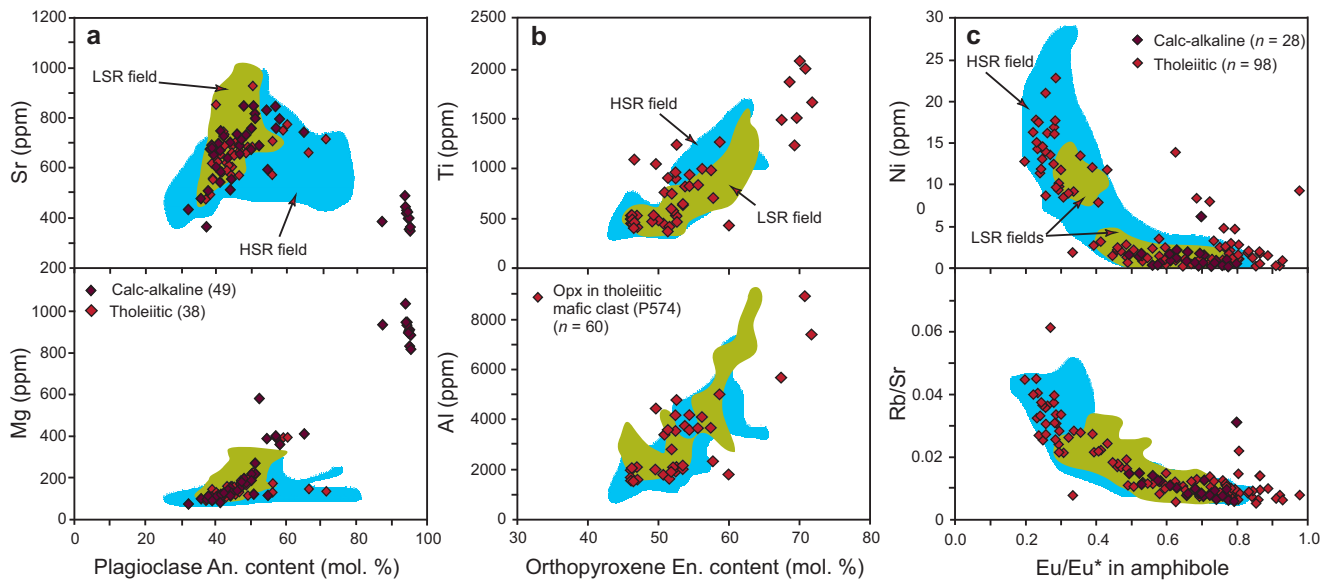 a
LSR field
HSR field
Sr (ppm)
1200
1000
800
600
400
200
Calc-alkaline (49)
Tholeiitic (38)
Mg (ppm)
1000
800
600
400
200
0
0
20
40
60
80
100
Plagioclase An. content (mol. %)
b
HSR field
LSR field
Ti (ppm)
2500
2000
1500
1000
500
0
Opx in tholeiitic
mafic clast (P574)
(n = 60)
Al (ppm)
8000
6000
4000
2000
0
30
40
50
60
70
80
Orthopyroxene En. content (mol. %)
c
Calc-alkaline (n = 28)
Tholeiitic (n = 98)
HSR field
LSR fields
Ni (ppm)
30
25
20
15
10
0
5
0
Rb/Sr
0.06
0.04
0.02
0
0.0
0.2
0.4
0.6
0.8
1.0
Eu/Eu* in amphibole